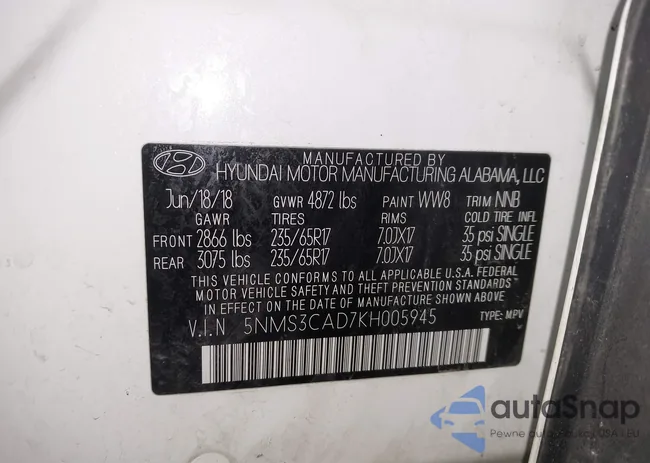 MANUFACTURED BY
HYUNDAI MOTOR MANUFACTURING ALABAMA, LLC
Jun/18/18 GVWR 4872 lbs PAINT WW8 TRIM NNB
GAWR TIRES RIMS COLD TIRE INFL
FRONT 2866 lbs 235/65R17 7.0JX17 35 psi SINGLE
REAR 3075 lbs 235/65R17 7.0JX17 35 psi SINGLE
THIS VEHICLE CONFORMS TO ALL APPLICABLE U.S.A. FEDERAL
MOTOR VEHICLE SAFETY AND THEFT PREVENTION STANDARDS
IN EFFECT ON THE DATE OF MANUFACTURE SHOWN ABOVE.
V.I.N 5NMS3CAD7KH005945 TYPE: MPV
autoSnap
Pewne auto